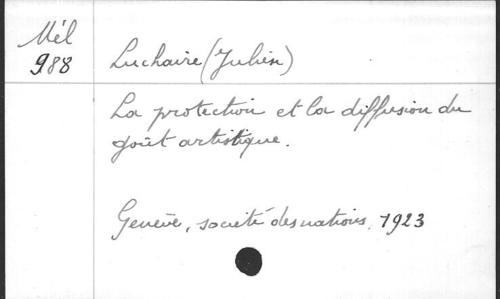 Mél
988
Luchaire (Julien)
La protection et la diffusion du
goût artistique.
Genève, société des nations, 1923